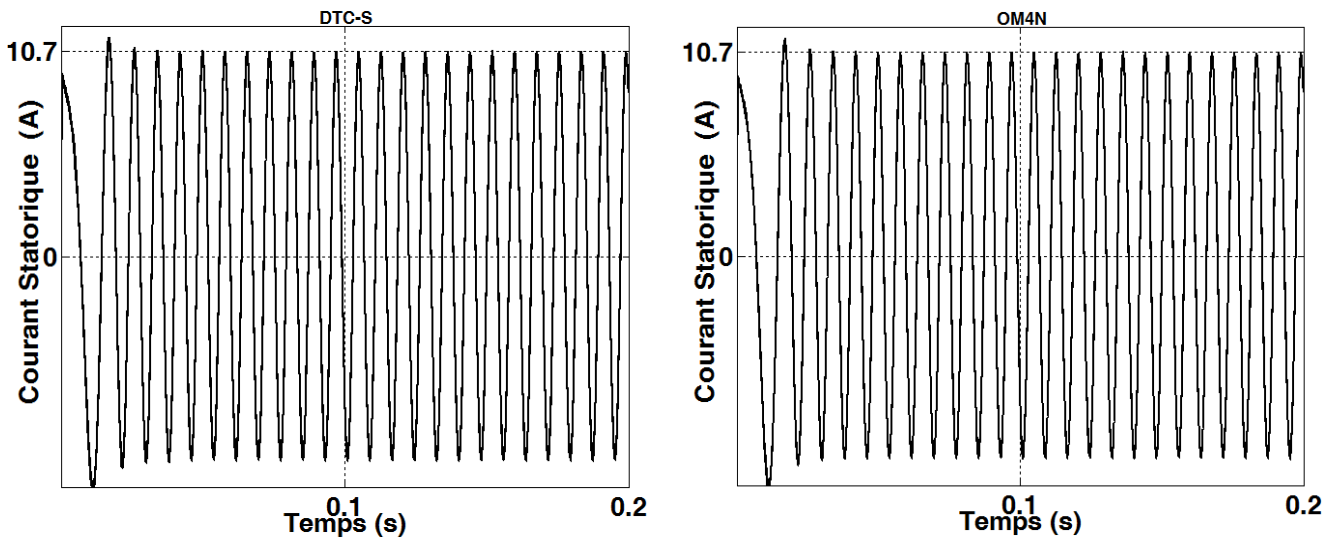 DTC-S
10.7
0
Courant Statorique (A)
0.1
0.2
Temps (s)
OM4N
10.7
0
Courant Statorique (A)
0.1
0.2
Temps (s)